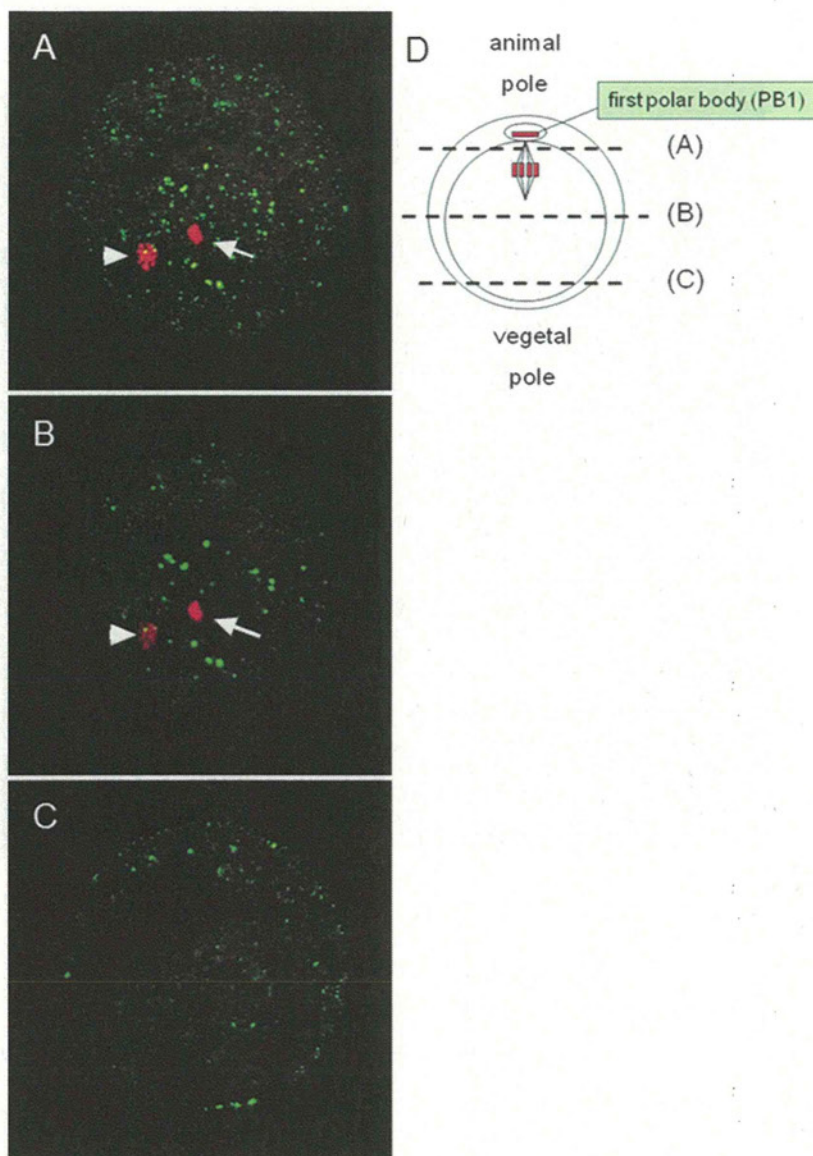 A
B
C
D
animal
pole
first polar body (PB1)
(A)
(B)
(C)
vegetal
pole